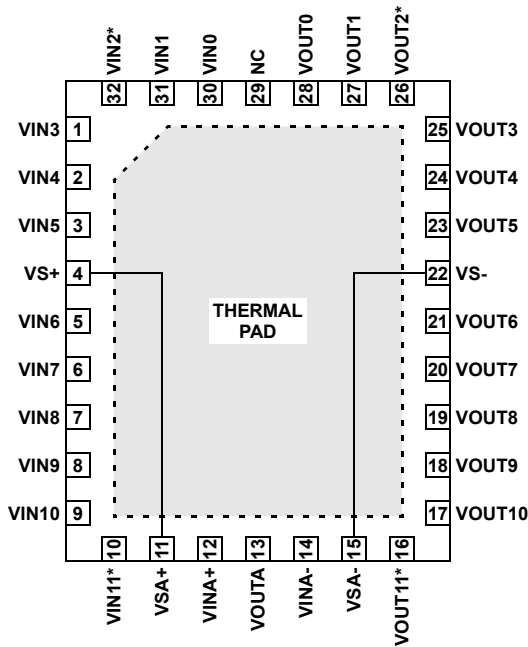 VIN2*
VIN1
VIN0
NC
VOUT0
VOUT1
VOUT2*
32
31
30
29
28
27
26
VIN3 1
25 VOUT3
VIN4 2
24 VOUT4
VIN5 3
23 VOUT5
VS+ 4
22 VS-
THERMAL
PAD
VIN6 5
21 VOUT6
VIN7 6
20 VOUT7
VIN8 7
19 VOUT8
VIN9 8
18 VOUT9
VIN10 9
17 VOUT10
10
11
12
13
14
15
16
VIN11*
VSA+
VINA+
VOUTA
VINA-
VSA-
VOUT11*